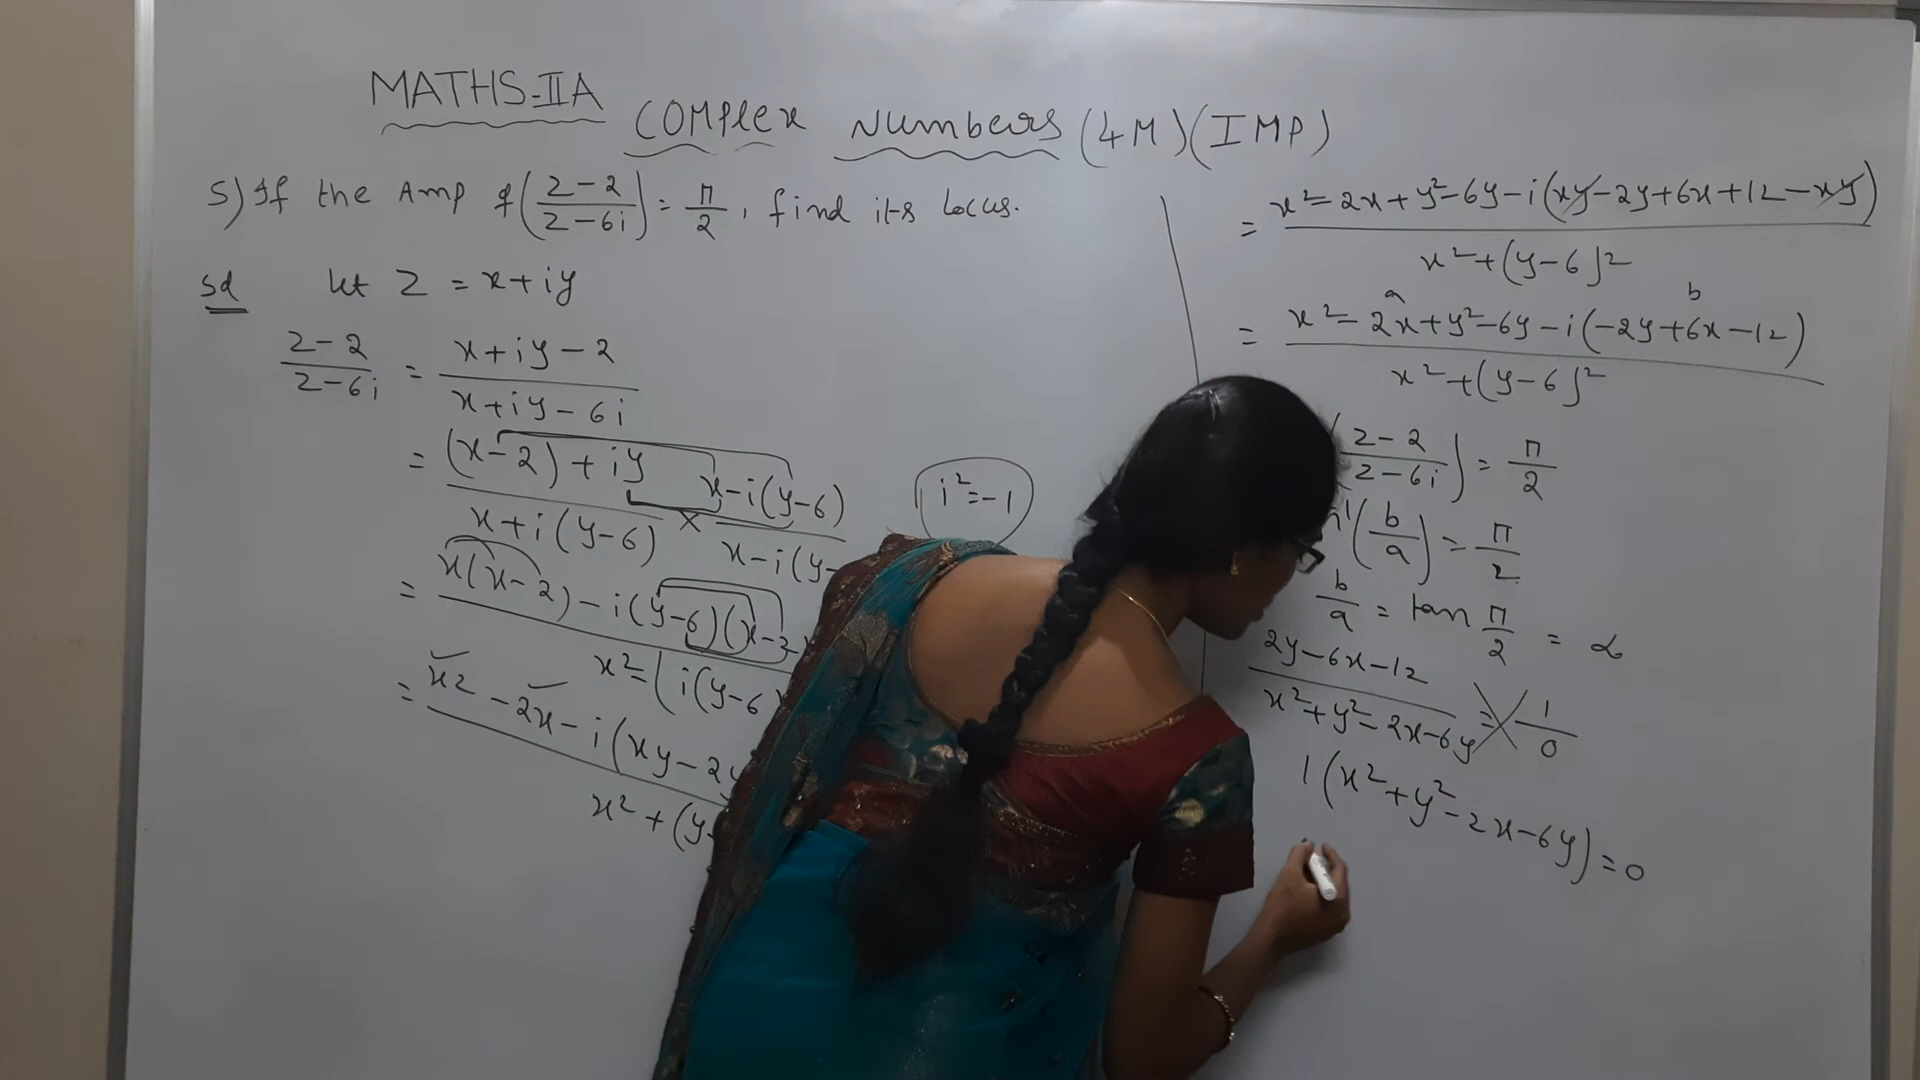 MATHS-IIA
COMPlex Numbers (4M)(IMP)
5) If the Amp of (z-2/z-6i) = π/2, find its locus.
Sol let z = x+iy
z-2/z-6i = x+iy-2/x+iy-6i
= (x-2)+iy/x+i(y-6) × x-i(y-6)/x-i(y-
= x(x-2)-i(y-6)(x-2
x²-(i(y-6
= x²-2x-i(xy-2y
x²+(y-
i²=-1
= x²-2x+y²-6y-i(xy-2y+6x+12-xy)/x²+(y-6)²
a b
= x²-2x+y²-6y-i(-2y+6x-12)/x²+(y-6)²
(z-2/z-6i) = π/2
n⁻¹(b/a) = π/2
b/a = tan π/2 = ∝
2y-6x-12/x²+y²-2x-6y = 1/0
1(x²+y²-2x-6y)=0